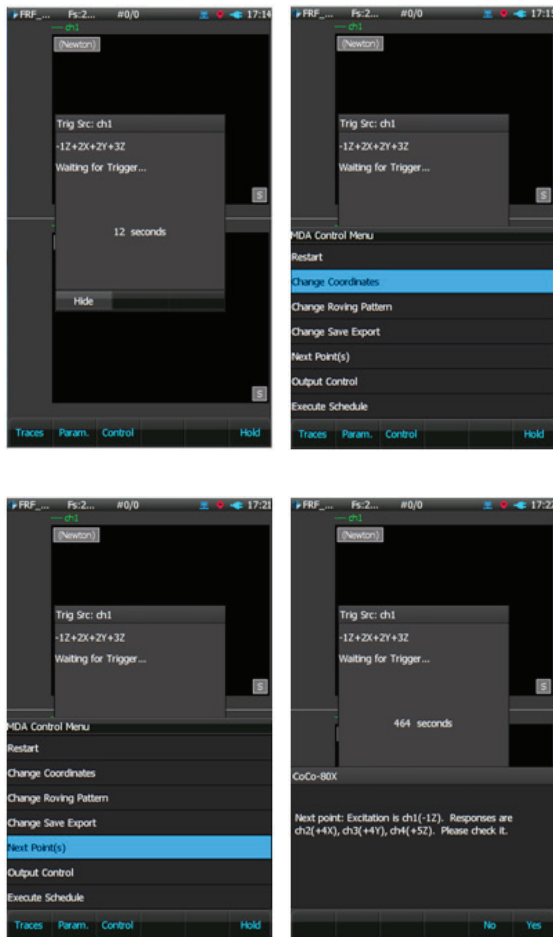 FRF_... Fs:2... #0/0 17:14
ch1
(Newton)
Trig Src: ch1
-1Z+2X+2Y+3Z
Waiting for Trigger...
S
12 seconds
Hide
S
Traces Param. Control Hold
FRF_... Fs:2... #0/0 17:15
ch1
(Newton)
Trig Src: ch1
-1Z+2X+2Y+3Z
Waiting for Trigger...
S
MDA Control Menu
Restart
Change Coordinates
Change Roving Pattern
Change Save Export
Next Point(s)
Output Control
Execute Schedule
Traces Param. Control Hold
FRF_... Fs:2... #0/0 17:21
ch1
(Newton)
Trig Src: ch1
-1Z+2X+2Y+3Z
Waiting for Trigger...
S
MDA Control Menu
Restart
Change Coordinates
Change Roving Pattern
Change Save Export
Next Point(s)
Output Control
Execute Schedule
Traces Param. Control Hold
FRF_... Fs:2... #0/0 17:22
ch1
(Newton)
Trig Src: ch1
-1Z+2X+2Y+3Z
Waiting for Trigger...
S
464 seconds
CoCo-80X
Next point: Excitation is ch1(-1Z). Responses are
ch2(+4X), ch3(+4Y), ch4(+5Z). Please check it.
No Yes